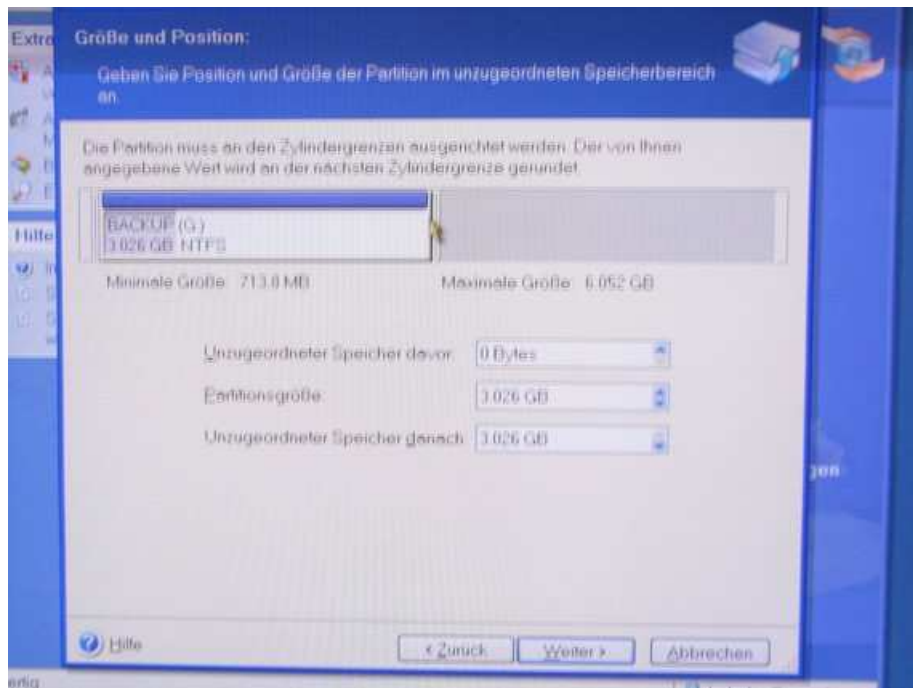 Extra
Größe und Position:
Geben Sie Position und Größe der Partition im unzugeordneten Speicherbereich
an.
Die Partition muss an den Zylindergrenzen ausgerichtet werden. Der von Ihnen
angegebene Wert wird an der nächsten Zylindergrenze gerundet.
BACKUP (G:)
3.026 GB NTFS
Hilfe
Minimale Größe: 713.8 MB
Maximale Größe: 6.052 GB
Unzugeordneter Speicher davor: 0 Bytes
Partitionsgröße: 3.026 GB
Unzugeordneter Speicher danach: 3.026 GB
gen
Hilfe
< Zurück
Weiter >
Abbrechen
ertig